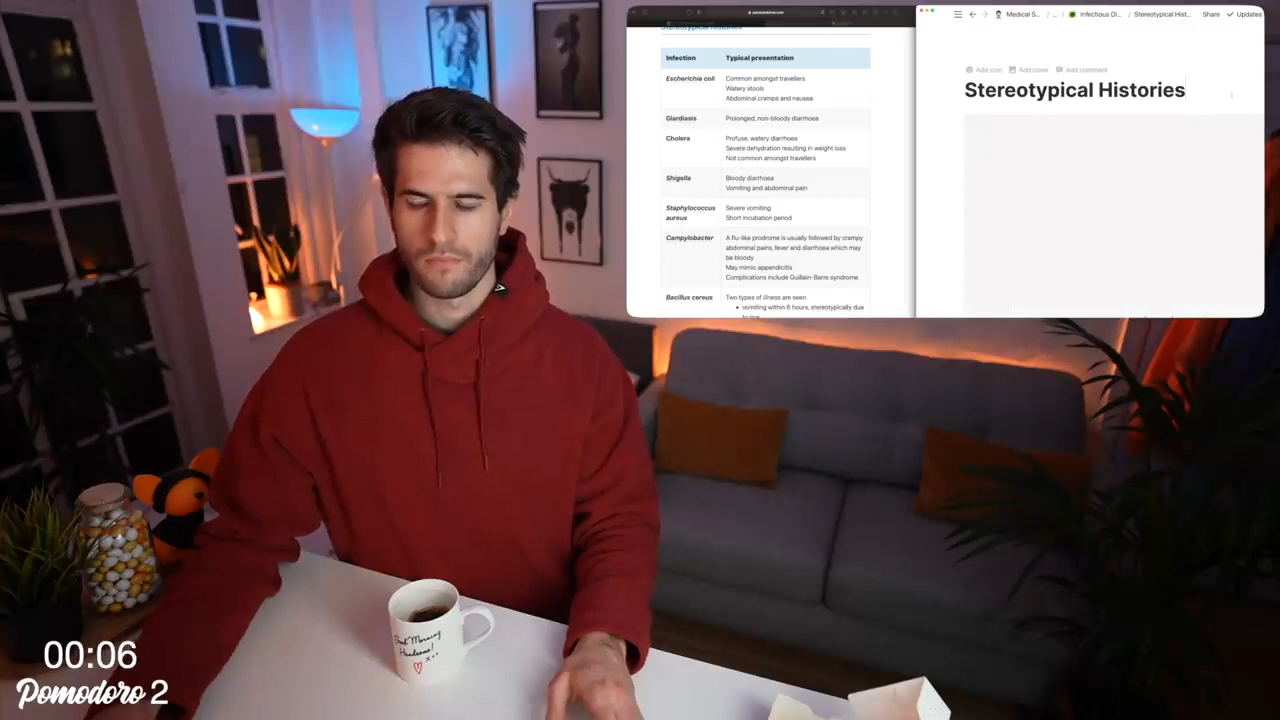 Stereotypical Histories
Infection Typical presentation
Escherichia coli Common amongst travellers
Watery stools
Abdominal cramps and nausea
Giardiasis Prolonged, non-bloody diarrhoea
Cholera Profuse, watery diarrhoea
Severe dehydration resulting in weight loss
Not common amongst travellers
Shigella Bloody diarrhoea
Vomiting and abdominal pain
Staphylococcus aureus Severe vomiting
Short incubation period
Campylobacter A flu-like prodrome is usually followed by crampy
abdominal pains, fever and diarrhoea which may
be bloody
May mimic appendicitis
Complications include Guillain-Barre syndrome
Bacillus cereus Two types of illness are seen
vomiting within 6 hours, stereotypically due
to rice
Medical S... / ... / Infectious Di... / Stereotypical Hist... Share Updates
Add icon Add cover Add comment
Stereotypical Histories
Good Morning
Handsome!
x
00:06
Pomodoro 2